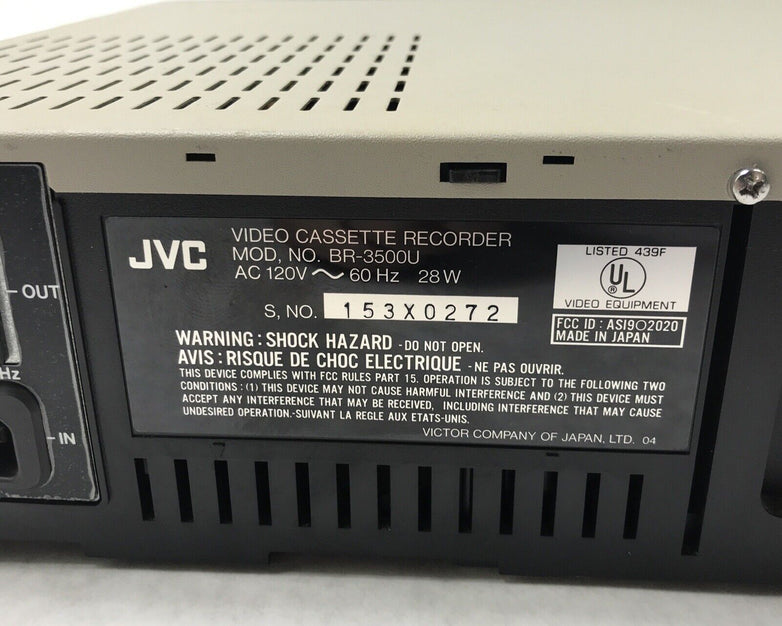 JVC
VIDEO CASSETTE RECORDER
MOD, NO. BR-3500U
AC 120V ～ 60 Hz 28W
S, NO. 153X0272
LISTED 439F
UL
®
VIDEO EQUIPMENT
FCC ID : ASI9O2020
MADE IN JAPAN
WARNING : SHOCK HAZARD - DO NOT OPEN.
AVIS : RISQUE DE CHOC ELECTRIQUE - NE PAS OUVRIR.
THIS DEVICE COMPLIES WITH FCC RULES PART 15. OPERATION IS SUBJECT TO THE FOLLOWING TWO
CONDITIONS : (1) THIS DEVICE MAY NOT CAUSE HARMFUL INTERFERENCE AND (2) THIS DEVICE MUST
ACCEPT ANY INTERFERENCE THAT MAY BE RECEIVED, INCLUDING INTERFERENCE THAT MAY CAUSE
UNDESIRED OPERATION.-SUIVANT LA REGLE AUX ETATS-UNIS.
VICTOR COMPANY OF JAPAN, LTD. 04
OUT
Hz
IN